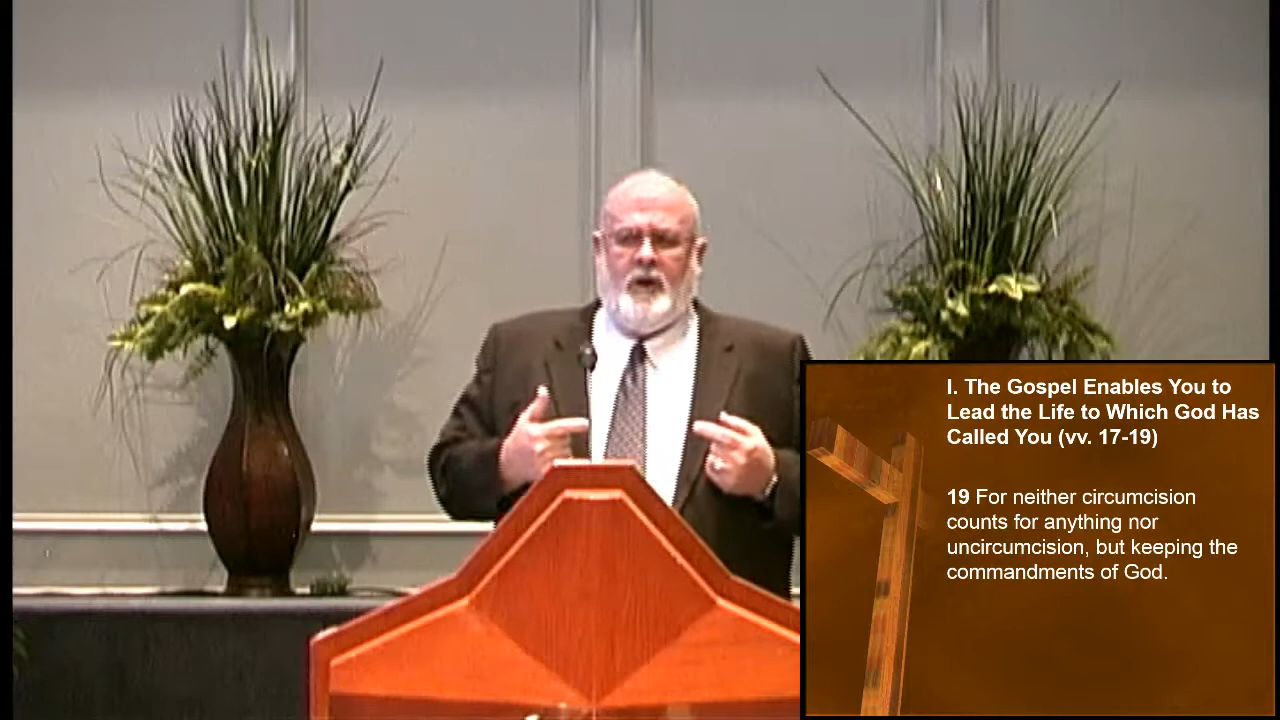 I. The Gospel Enables You to
Lead the Life to Which God Has
Called You (vv. 17-19)
19 For neither circumcision
counts for anything nor
uncircumcision, but keeping the
commandments of God.